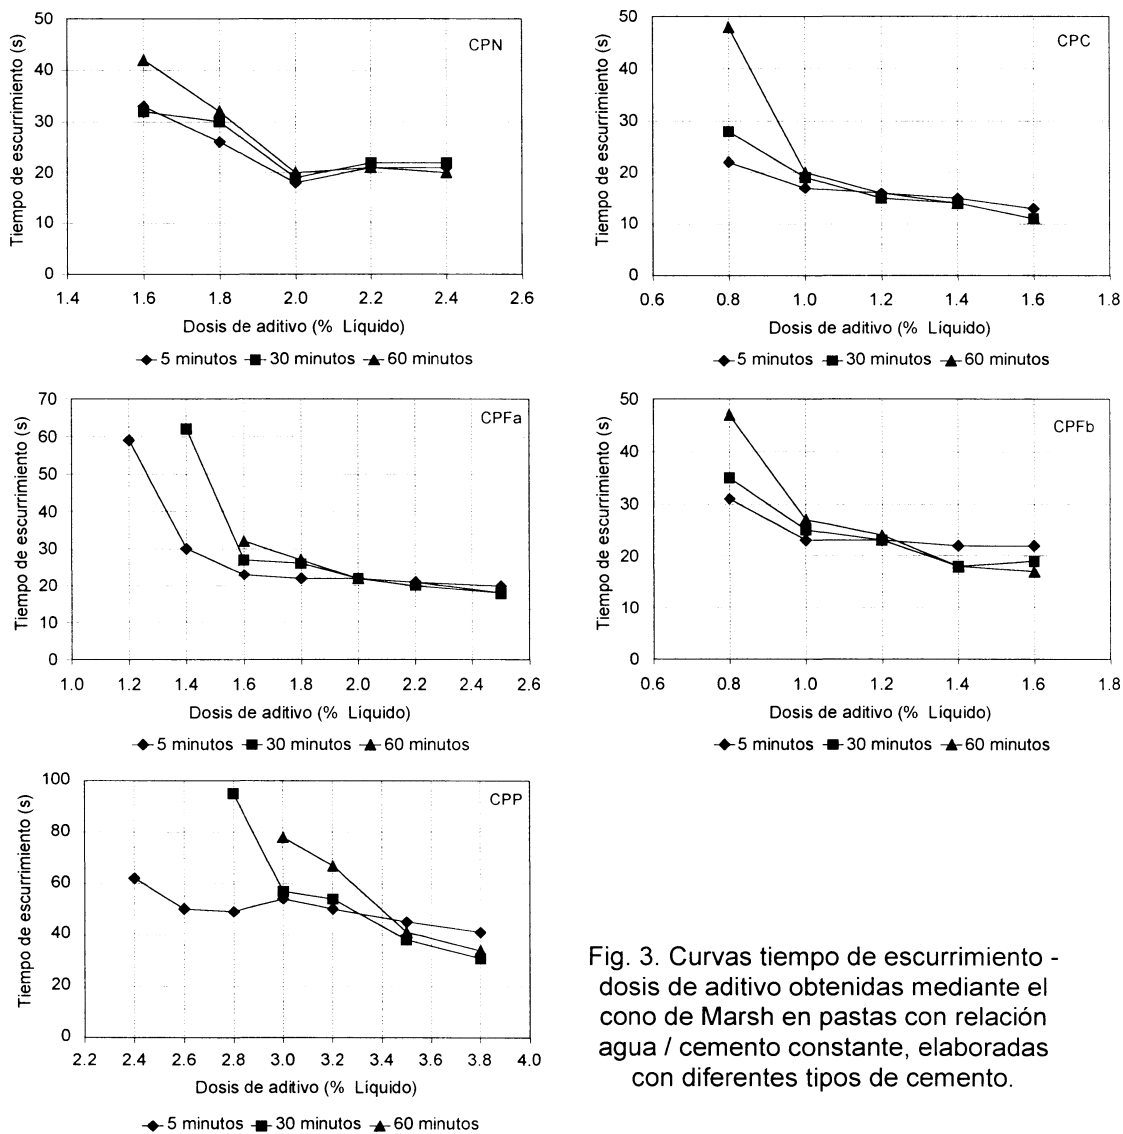 CPN
Tiempo de escurrimiento (s)
50
40
30
20
10
0
1.4 1.6 1.8 2.0 2.2 2.4 2.6
Dosis de aditivo (% Líquido)
5 minutos 30 minutos 60 minutos
CPC
Tiempo de escurrimiento (s)
50
40
30
20
10
0
0.6 0.8 1.0 1.2 1.4 1.6 1.8
Dosis de aditivo (% Líquido)
5 minutos 30 minutos 60 minutos
CPFa
Tiempo de escurrimiento (s)
70
60
50
40
30
20
10
0
1.0 1.2 1.4 1.6 1.8 2.0 2.2 2.4 2.6
Dosis de aditivo (% Líquido)
5 minutos 30 minutos 60 minutos
CPFb
Tiempo de escurrimiento (s)
50
40
30
20
10
0
0.6 0.8 1.0 1.2 1.4 1.6 1.8
Dosis de aditivo (% Líquido)
5 minutos 30 minutos 60 minutos
CPP
Tiempo de escurrimiento (s)
100
80
60
40
20
0
2.2 2.4 2.6 2.8 3.0 3.2 3.4 3.6 3.8 4.0
Dosis de aditivo (% Líquido)
5 minutos 30 minutos 60 minutos
Fig. 3. Curvas tiempo de escurrimiento -
dosis de aditivo obtenidas mediante el
cono de Marsh en pastas con relación
agua / cemento constante, elaboradas
con diferentes tipos de cemento.